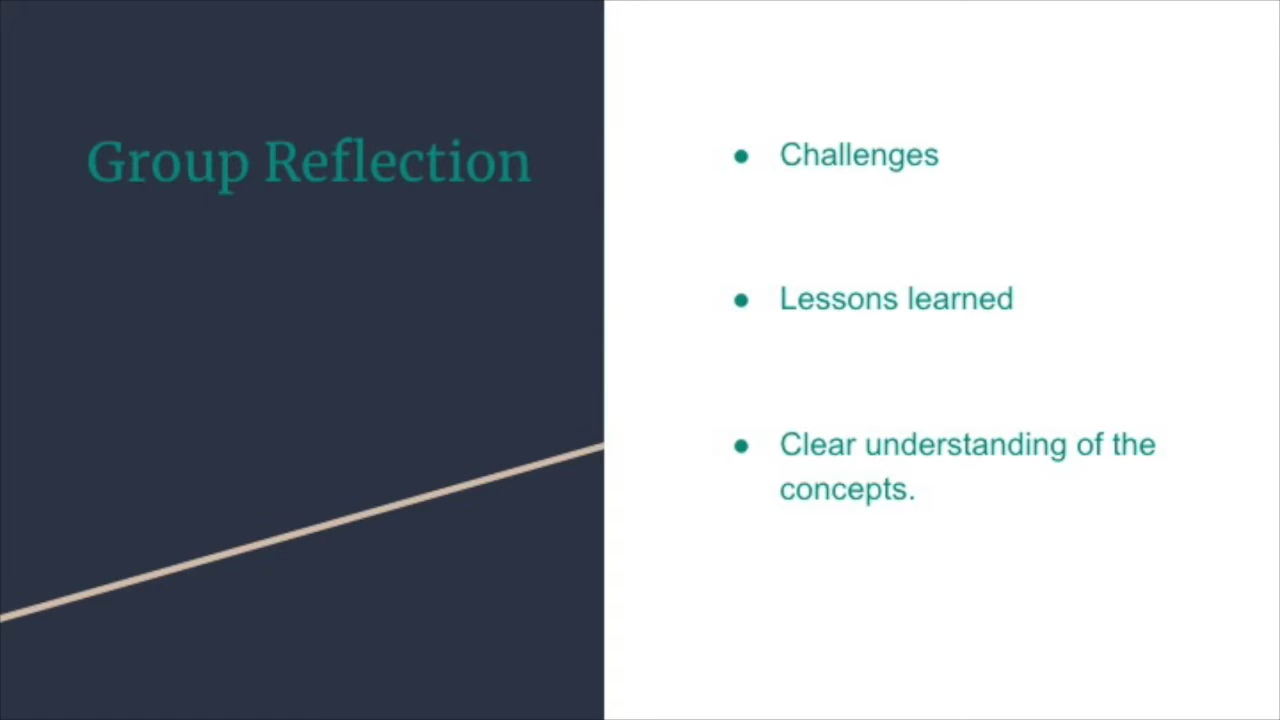 Group Reflection
● Challenges
● Lessons learned
● Clear understanding of the
concepts.